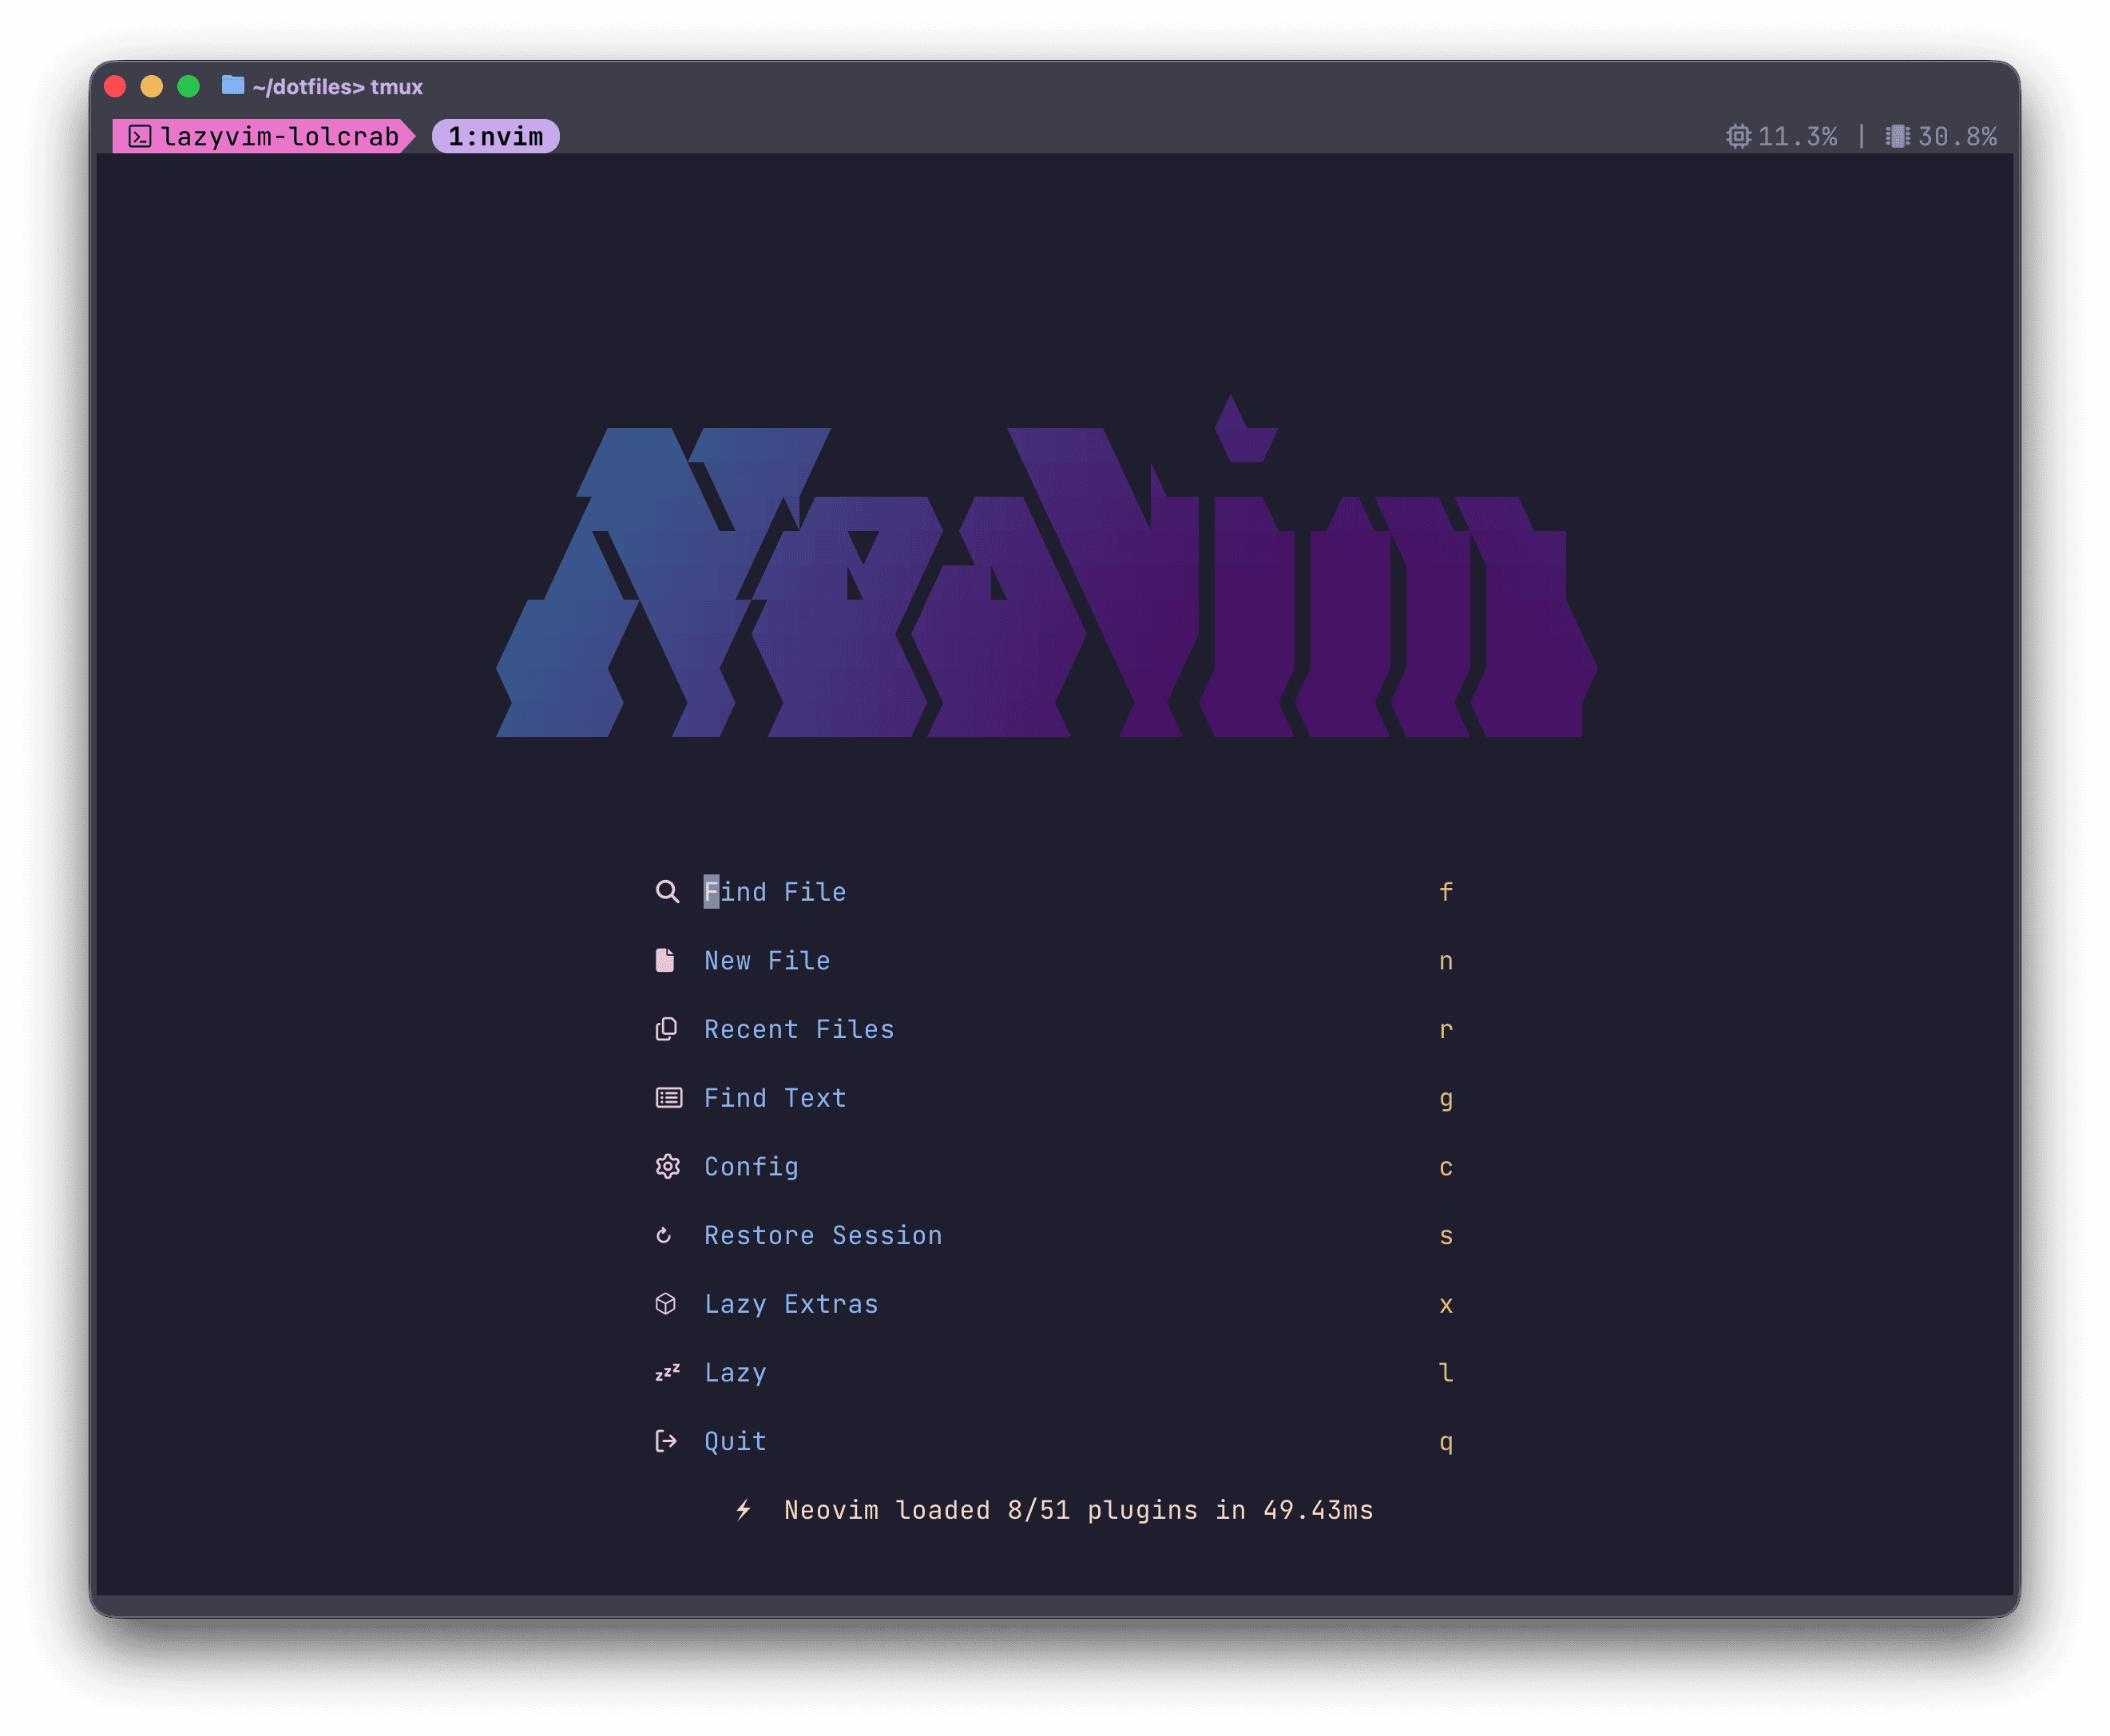 ~/dotfiles> tmux
lazyvim-lolcrab 1:nvim 11.3% | 30.8%
NeoVim
Find File f
New File n
Recent Files r
Find Text g
Config c
Restore Session s
Lazy Extras x
zzz Lazy l
Quit q
Neovim loaded 8/51 plugins in 49.43ms